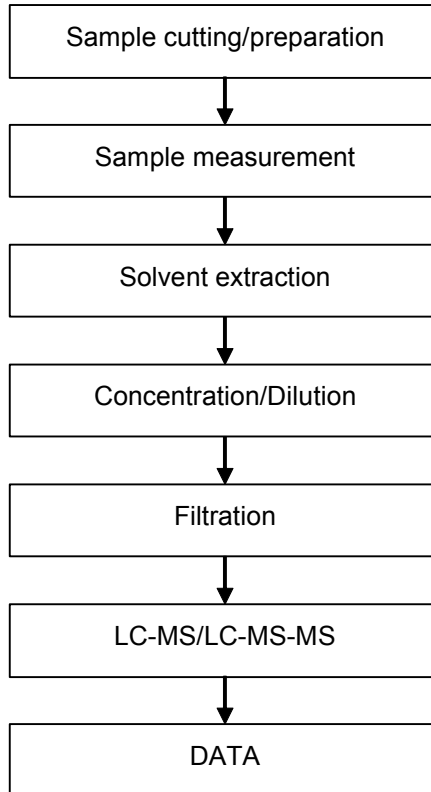 Sample cutting/preparation
Sample measurement
Solvent extraction
Concentration/Dilution
Filtration
LC-MS/LC-MS-MS
DATA